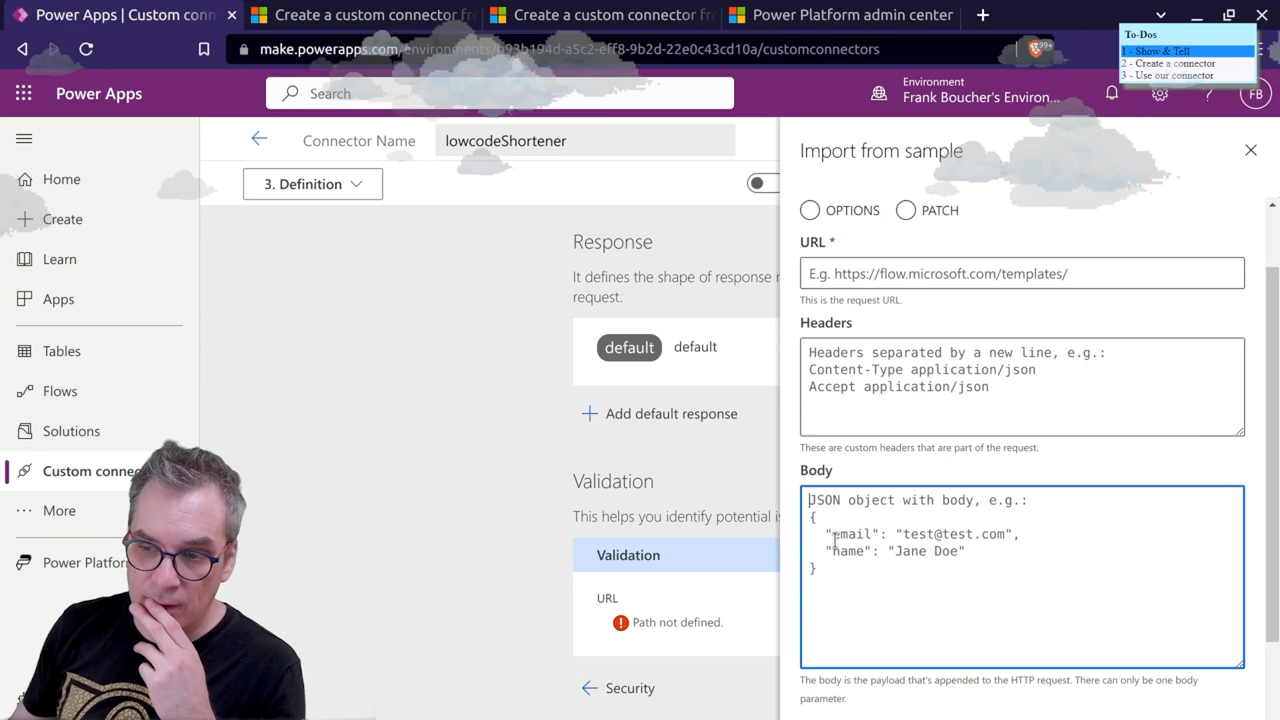 Power Apps | Custom conn
Create a custom connector fr
Create a custom connector fr
Power Platform admin center
make.powerapps.com/environments/b93b194d-a5c2-eff8-9b2d-22e0c43cd10a/customconnectors
99+
To-Dos
1 - Show & Tell
2 - Create a connector
3 - Use our connector
Power Apps
Search
Environment
Frank Boucher's Environ...
FB
Home
Create
Learn
Apps
Tables
Flows
Solutions
Custom connec
More
Power Platfor
Connector Name
lowcodeShortener
3. Definition
Response
It defines the shape of response r
request.
default
default
Add default response
Validation
This helps you identify potential is
Validation
URL
Path not defined.
Security
Import from sample
OPTIONS
PATCH
URL *
E.g. https://flow.microsoft.com/templates/
This is the request URL.
Headers
Headers separated by a new line, e.g.:
Content-Type application/json
Accept application/json
These are custom headers that are part of the request.
Body
JSON object with body, e.g.:
{
"email": "test@test.com",
"name": "Jane Doe"
}
The body is the payload that's appended to the HTTP request. There can only be one body
parameter.